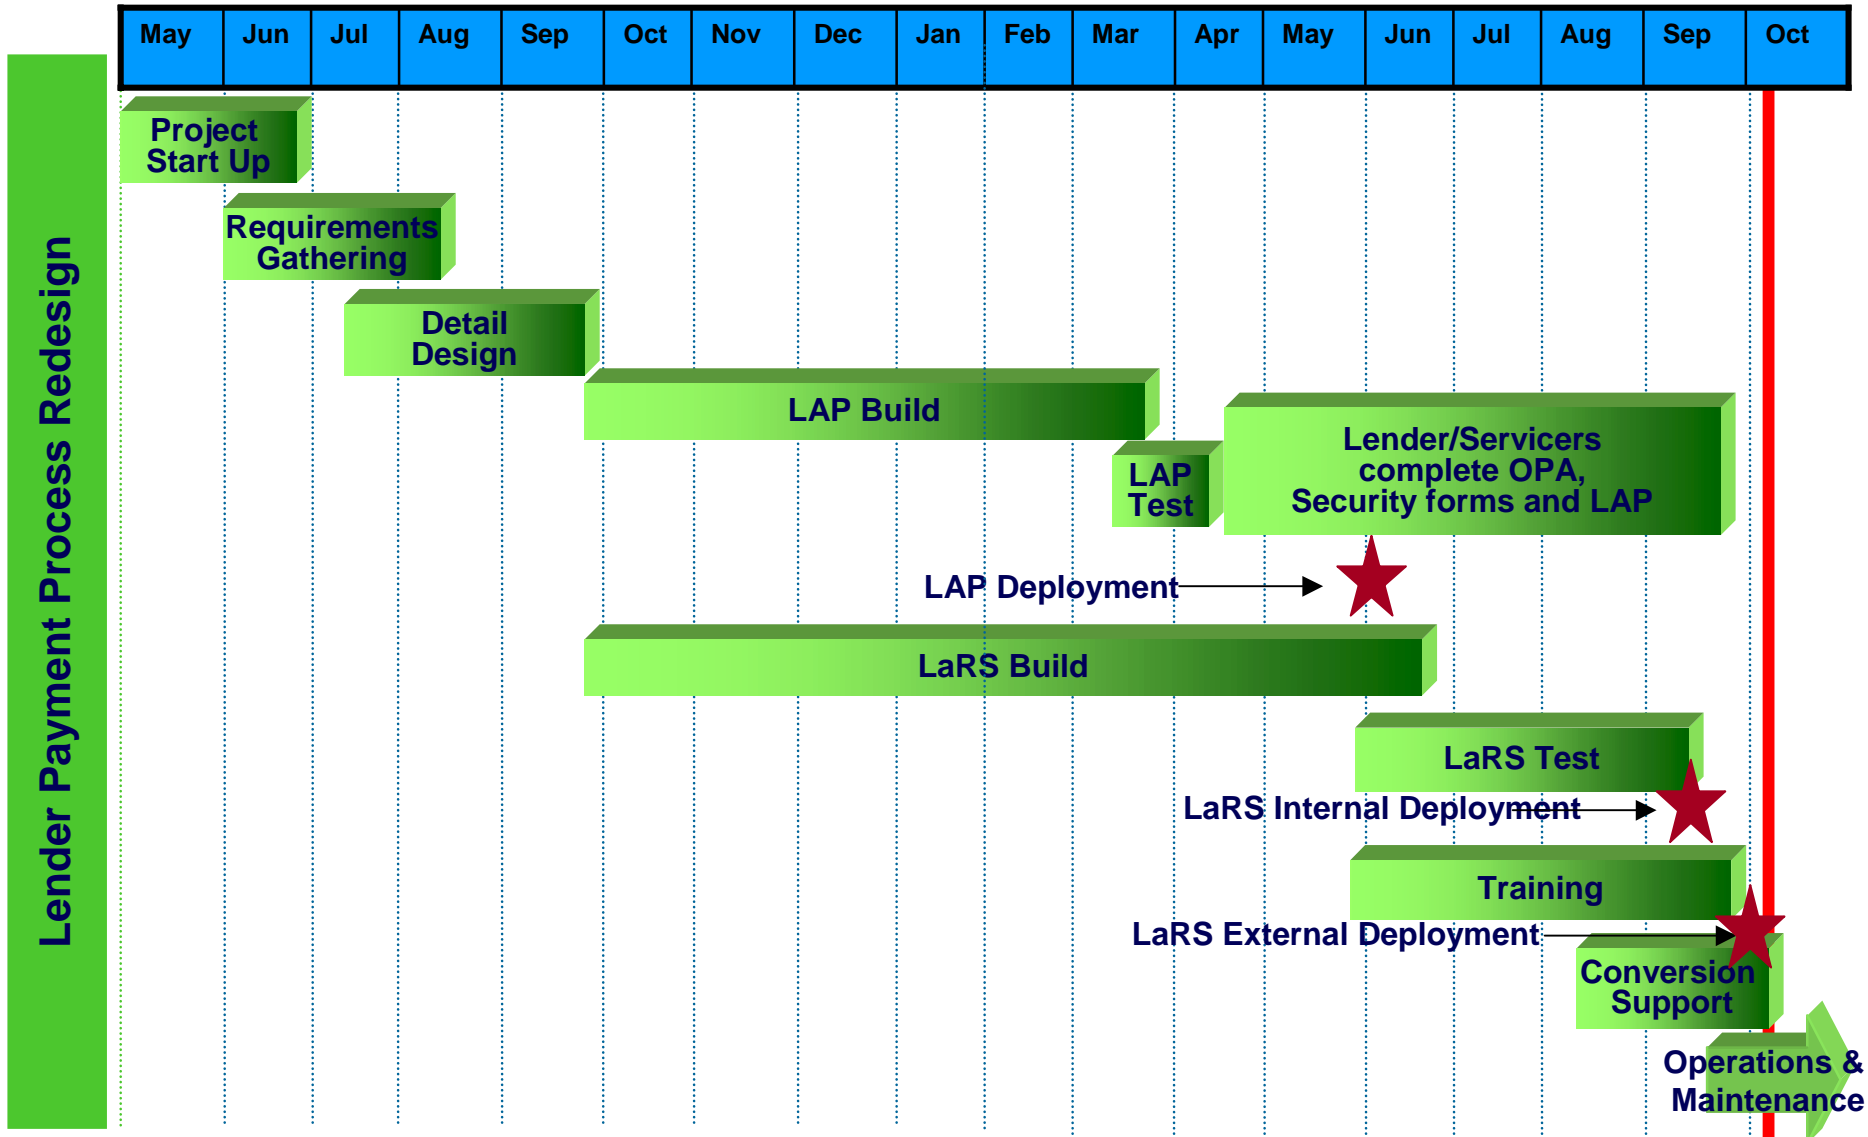 May Jun Jul Aug Sep Oct Nov Dec Jan Feb Mar Apr May Jun Jul Aug Sep Oct
Lender Payment Process Redesign
Project
Start Up
Requirements
Gathering
Detail
Design
LAP Build
Lender/Servicers
complete OPA,
Security forms and LAP
LAP
Test
LAP Deployment
LaRS Build
LaRS Test
LaRS Internal Deployment
Training
LaRS External Deployment
Conversion
Support
Operations &
Maintenance